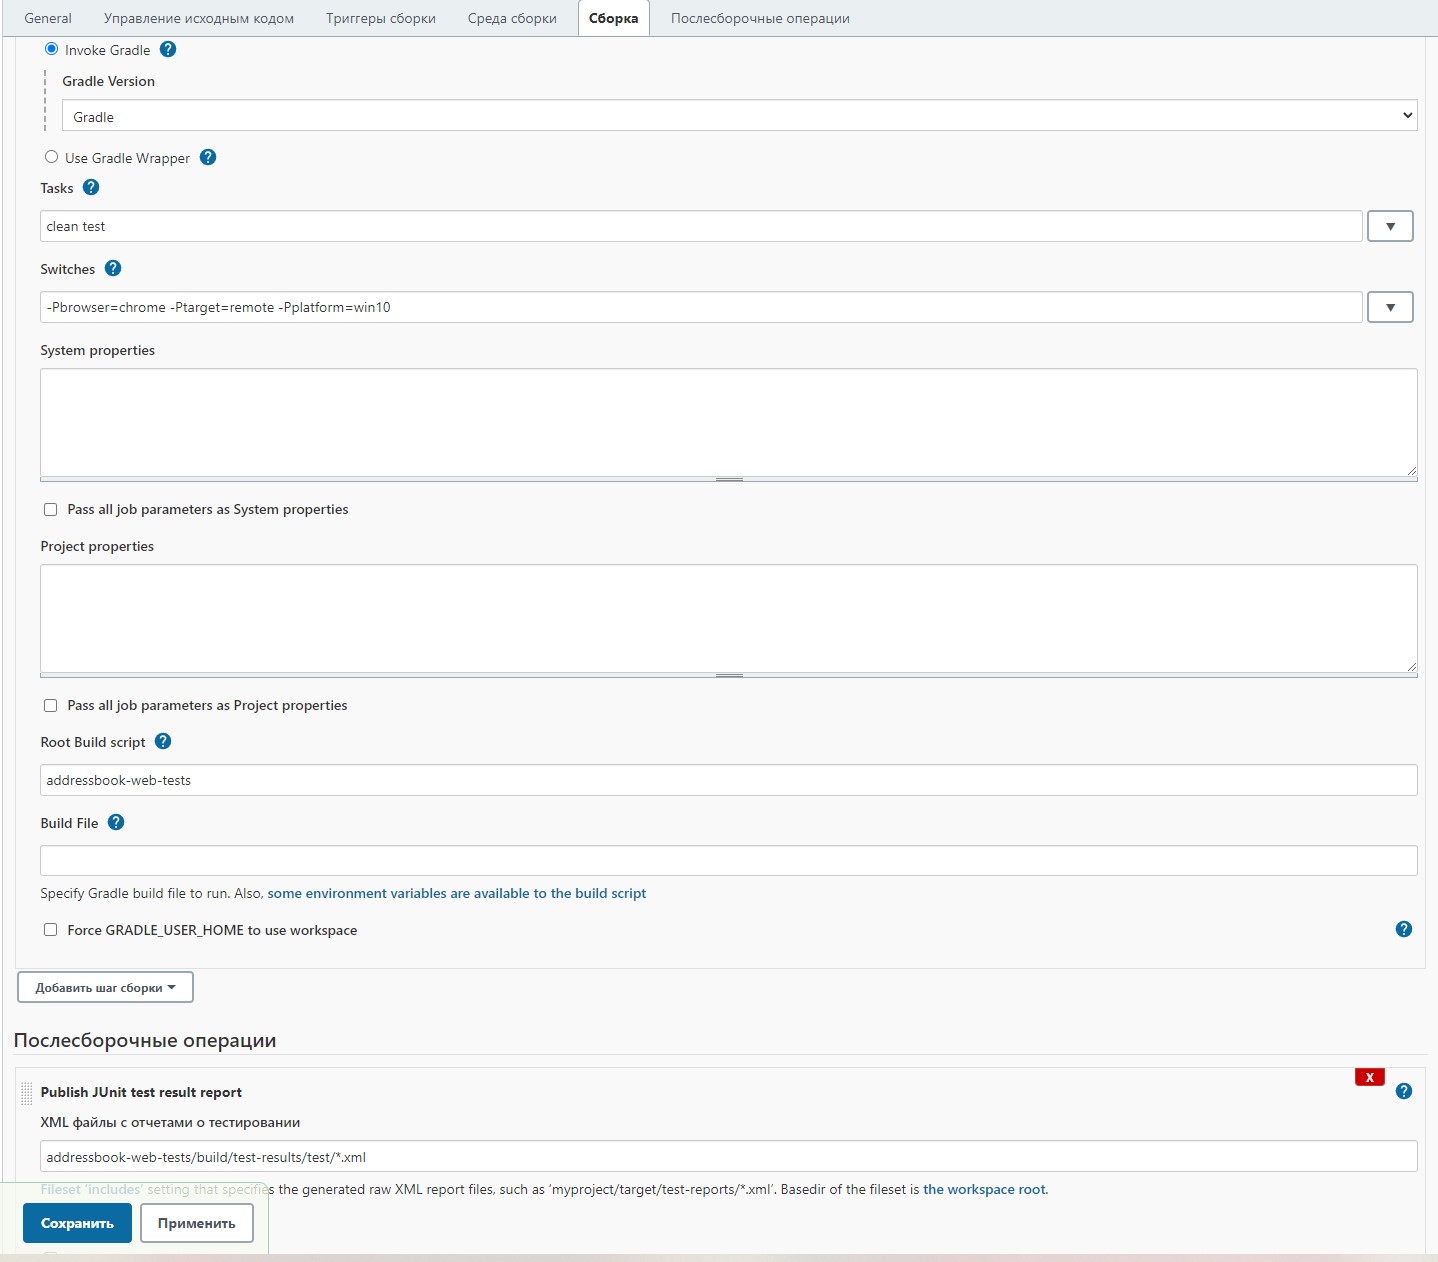 General Управление исходным кодом Триггеры сборки Среда сборки Сборка Послесборочные операции
Invoke Gradle ?
Gradle Version
Gradle
Use Gradle Wrapper ?
Tasks ?
clean test
Switches ?
-Pbrowser=chrome -Ptarget=remote -Pplatform=win10
System properties
Pass all job parameters as System properties
Project properties
Pass all job parameters as Project properties
Root Build script ?
addressbook-web-tests
Build File ?
Specify Gradle build file to run. Also, some environment variables are available to the build script
Force GRADLE_USER_HOME to use workspace ?
Добавить шаг сборки
Послесборочные операции
X
Publish JUnit test result report ?
XML файлы с отчетами о тестировании
addressbook-web-tests/build/test-results/test/*.xml
Fileset 'includes' setting that specifies the generated raw XML report files, such as 'myproject/target/test-reports/*.xml'. Basedir of the fileset is the workspace root.
Сохранить Применить